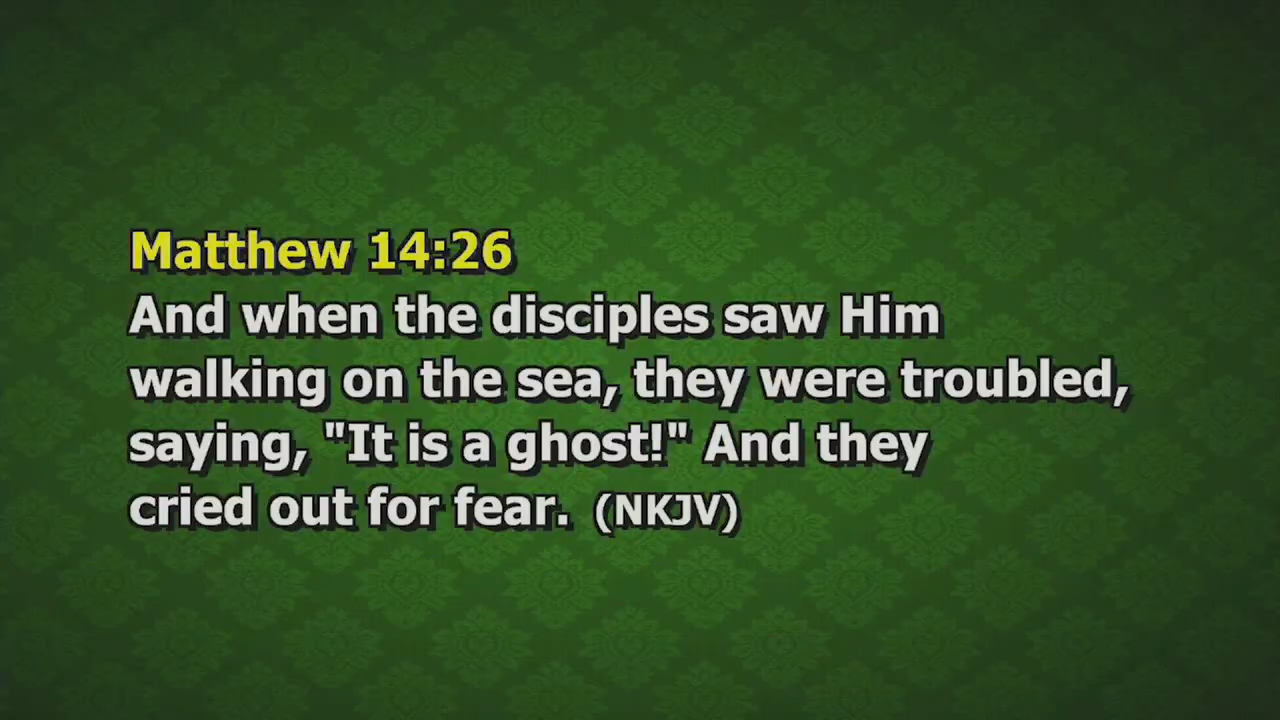 Matthew 14:26
And when the disciples saw Him
walking on the sea, they were troubled,
saying, "It is a ghost!" And they
cried out for fear. (NKJV)